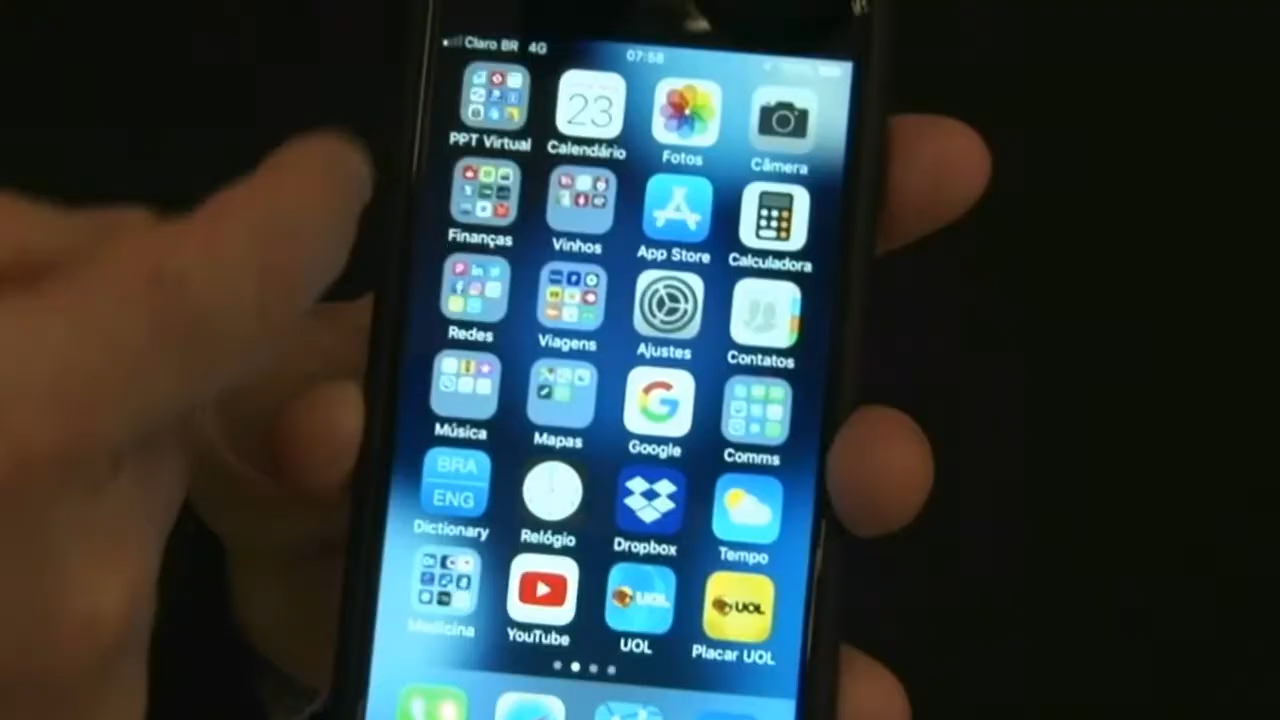 Claro BR 4G 07:58
PPT Virtual 23 Calendário Fotos Câmera
Finanças Vinhos App Store Calculadora
Redes Viagens Ajustes Contatos
Música Mapas Google Comms
BRA
ENG
Dictionary Relógio Dropbox Tempo
UOL UOL
Medicina YouTube UOL Placar UOL